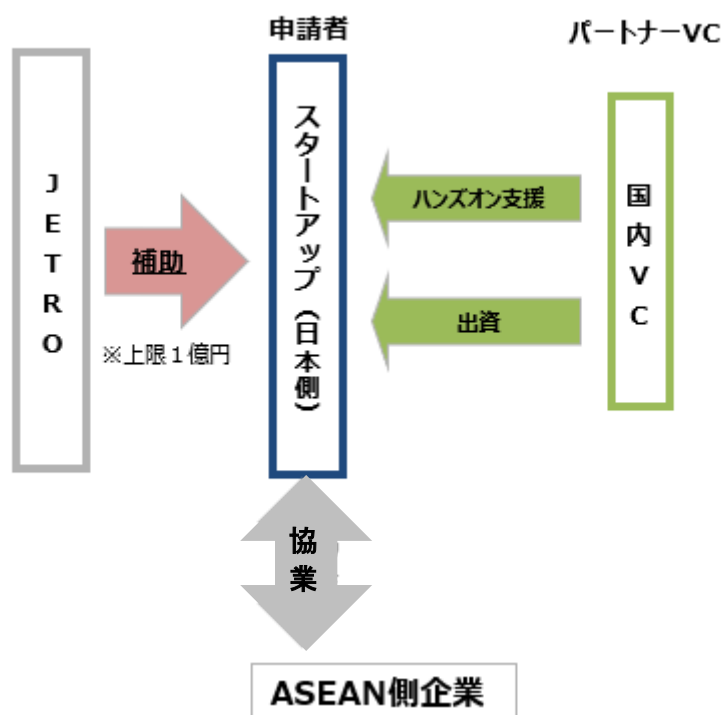 申請者
パートナーVC
JETRO
補助
※上限１億円
スタートアップ（日本側）
ハンズオン支援
出資
国内VC
協業
ASEAN側企業